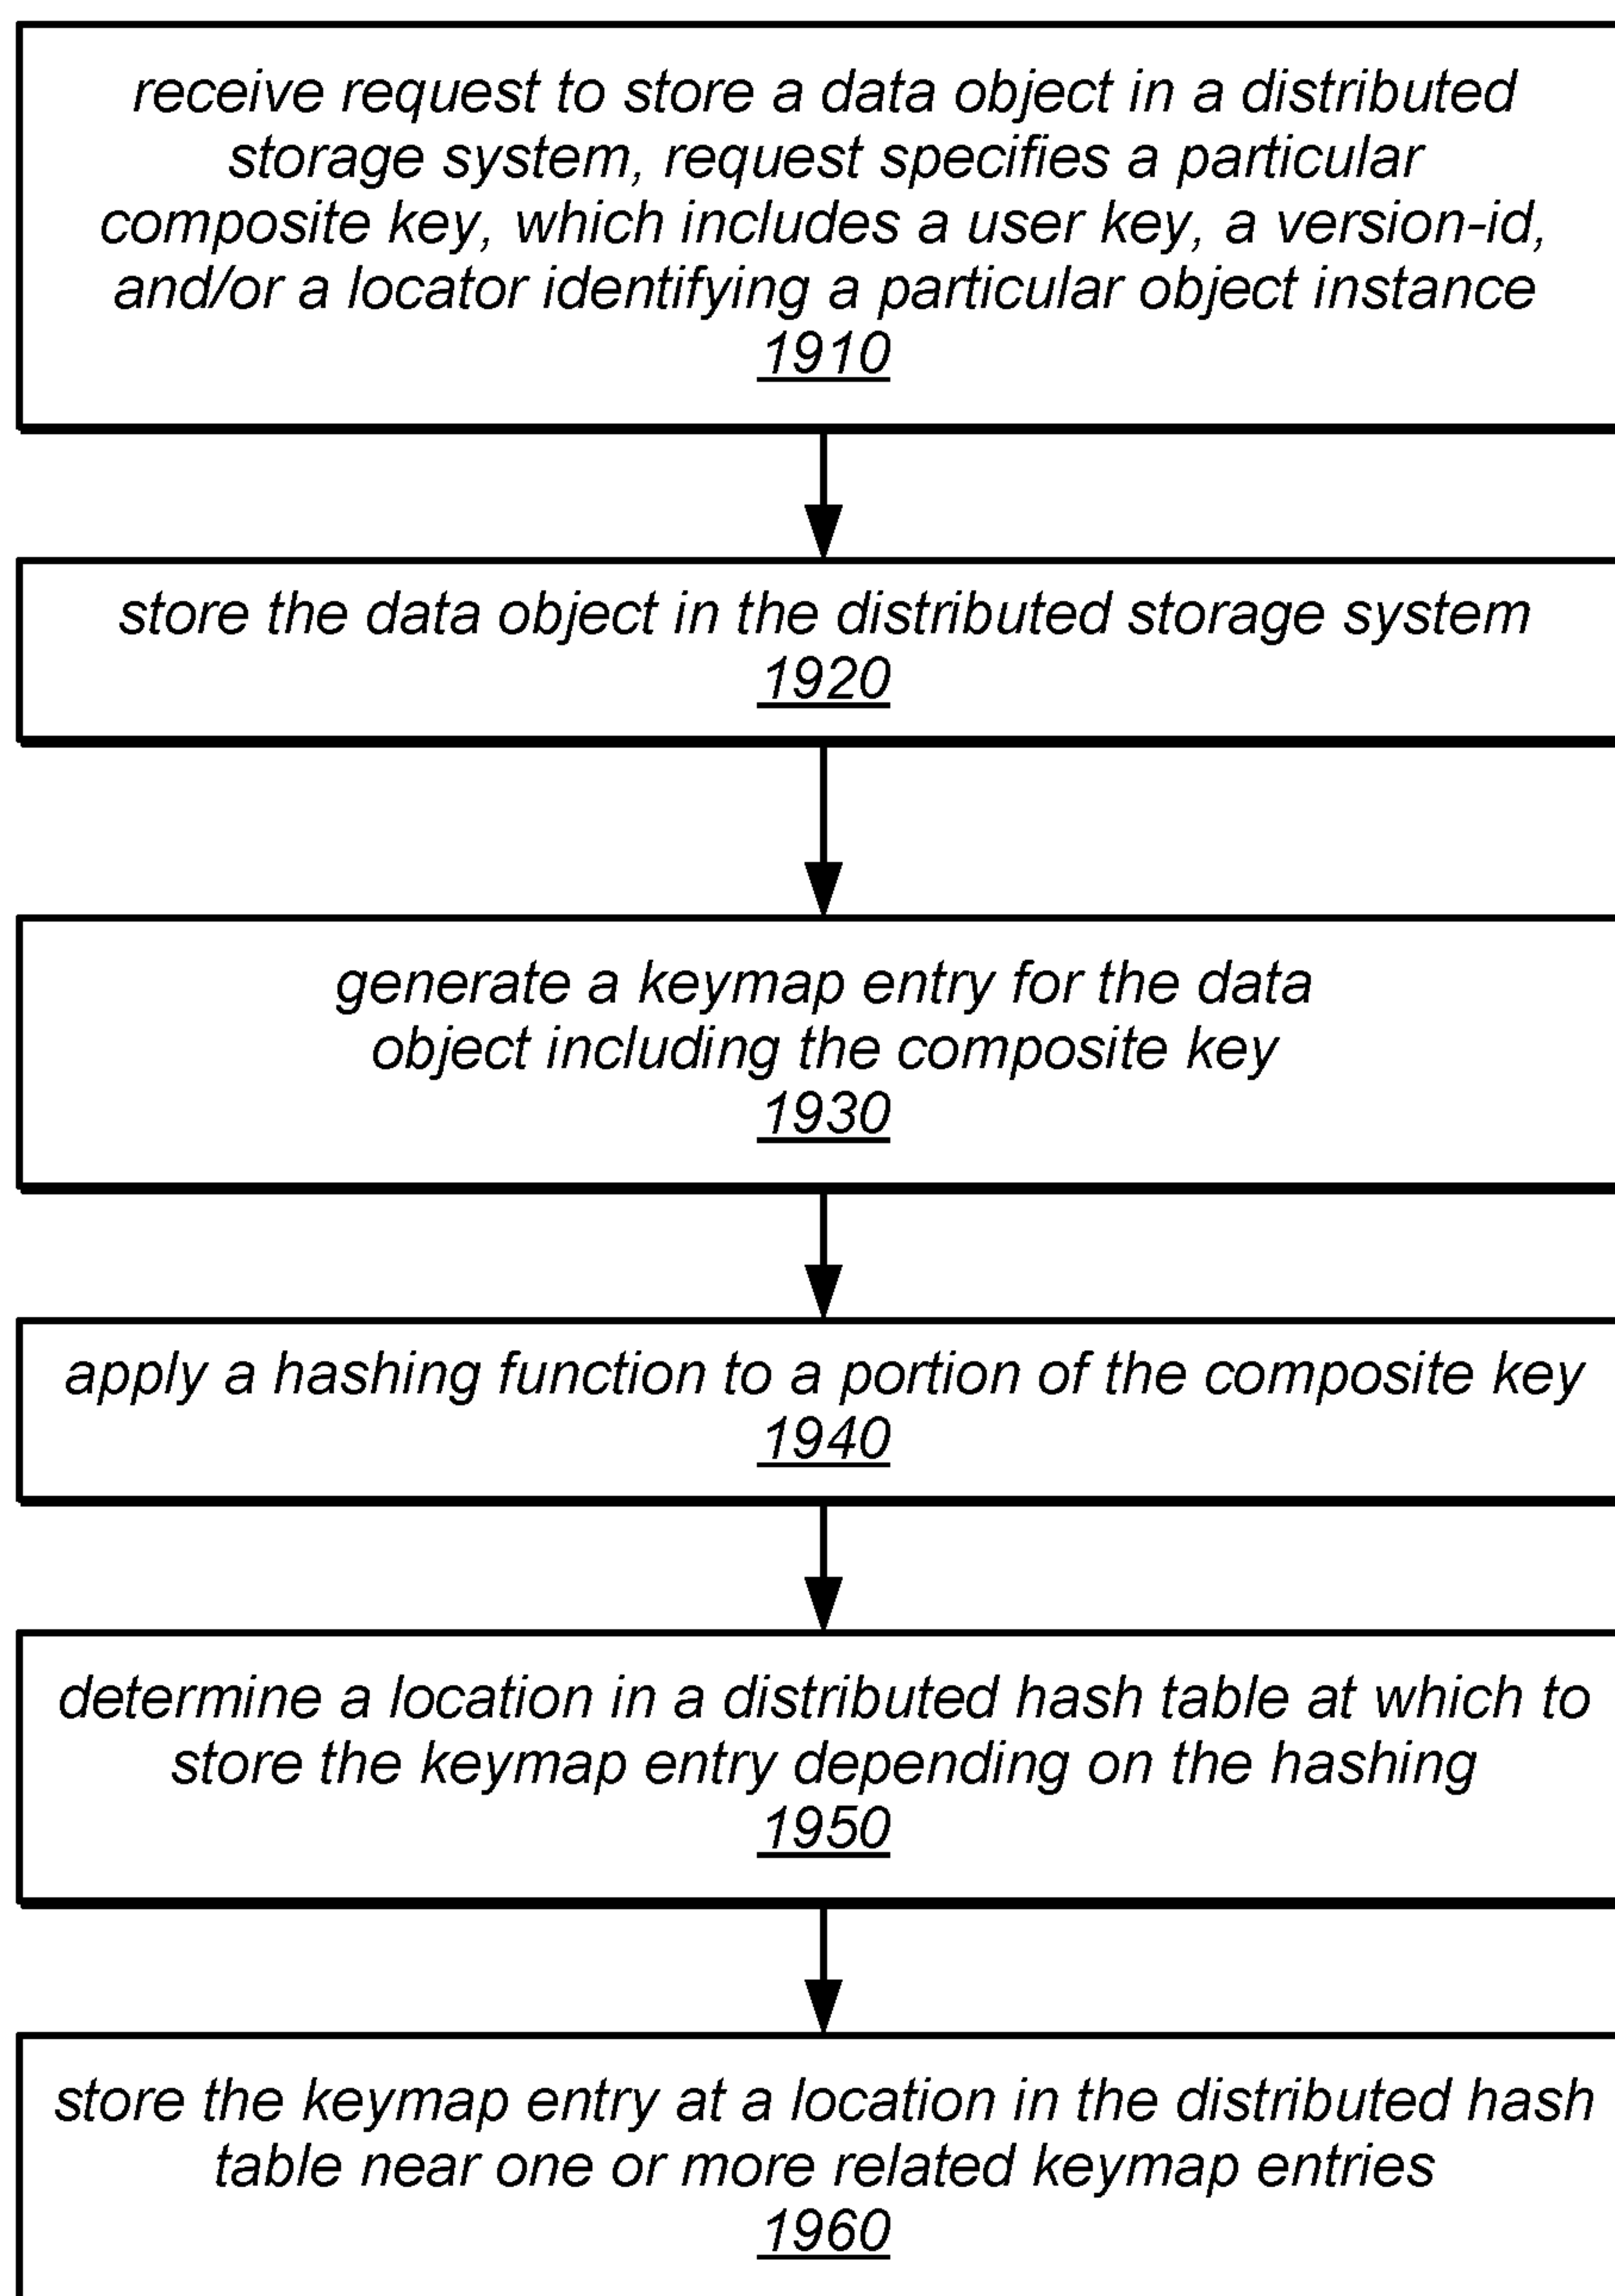 receive request to store a data object in a distributed
storage system, request specifies a particular
composite key, which includes a user key, a version-id,
and/or a locator identifying a particular object instance
1910
store the data object in the distributed storage system
1920
generate a keymap entry for the data
object including the composite key
1930
apply a hashing function to a portion of the composite key
1940
determine a location in a distributed hash table at which to
store the keymap entry depending on the hashing
1950
store the keymap entry at a location in the distributed hash
table near one or more related keymap entries
1960